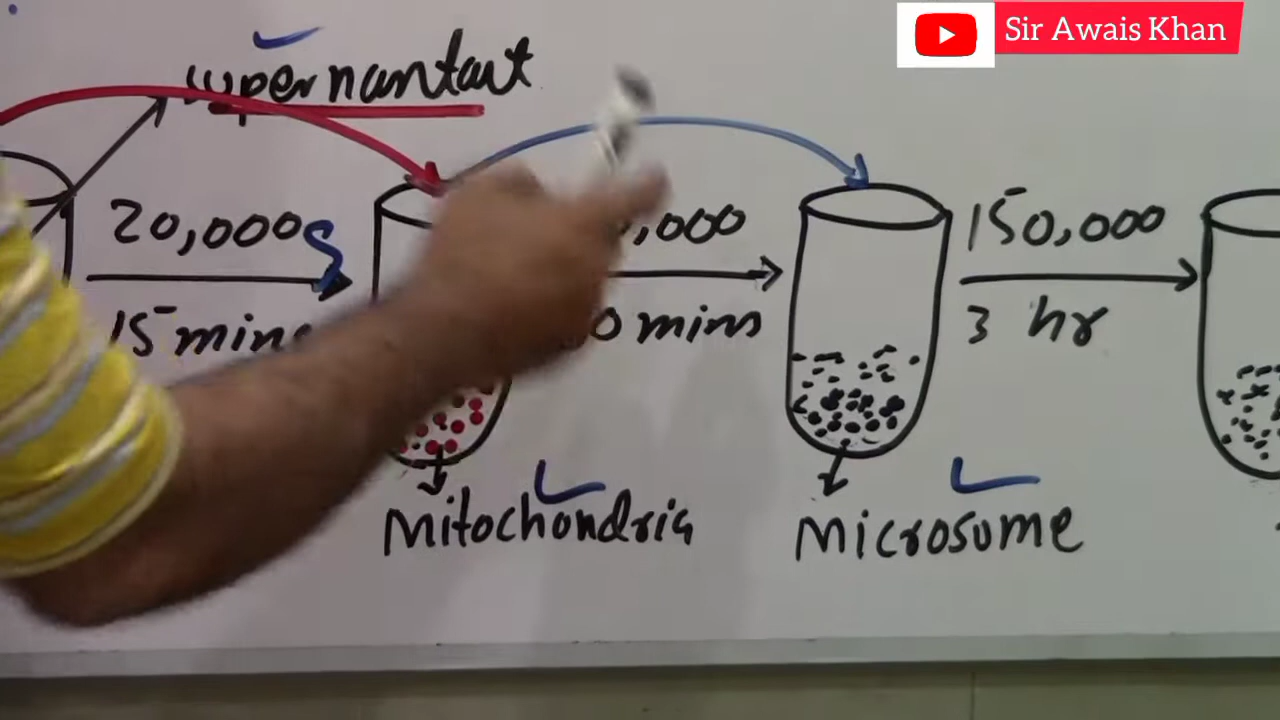 Sir Awais Khan
supernantant
20,000g
15 mins
,000
0 mins
150,000
3 hr
Mitochondria
Microsome